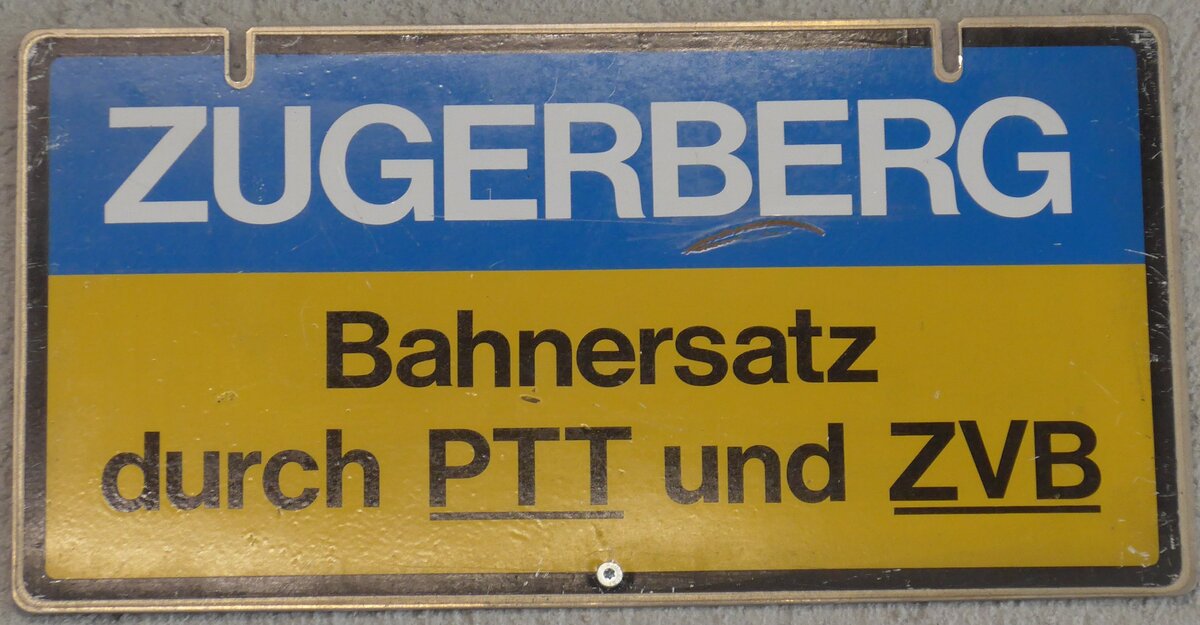 ZUGERBERG
Bahnersatz
durch PTT und ZVB